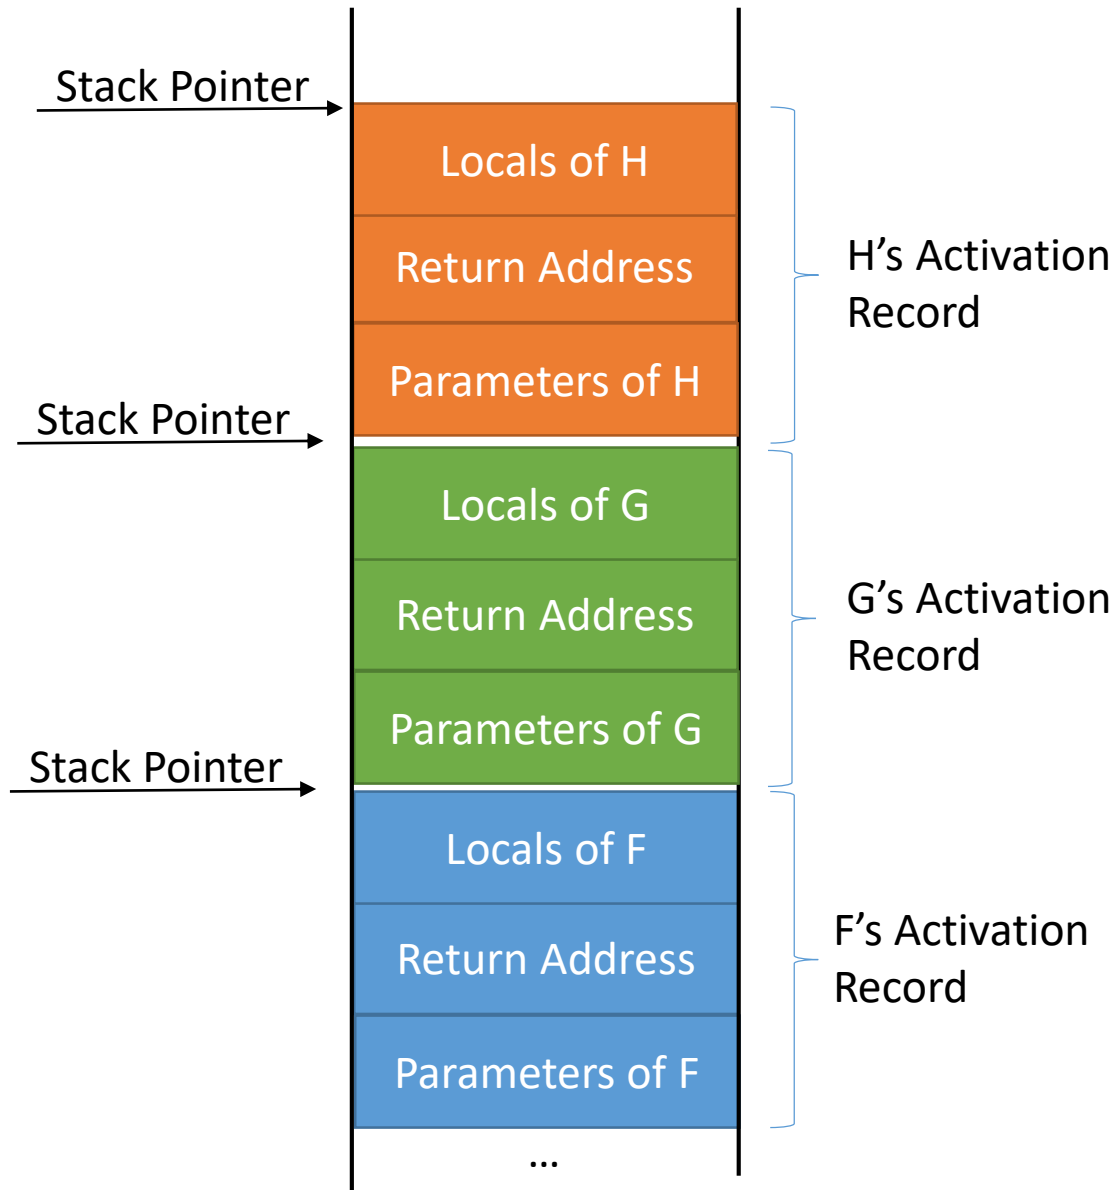 Stack Pointer
Locals of H
Return Address
Parameters of H
H’s Activation
Record
Stack Pointer
Locals of G
Return Address
Parameters of G
G’s Activation
Record
Stack Pointer
Locals of F
Return Address
Parameters of F
F’s Activation
Record
...